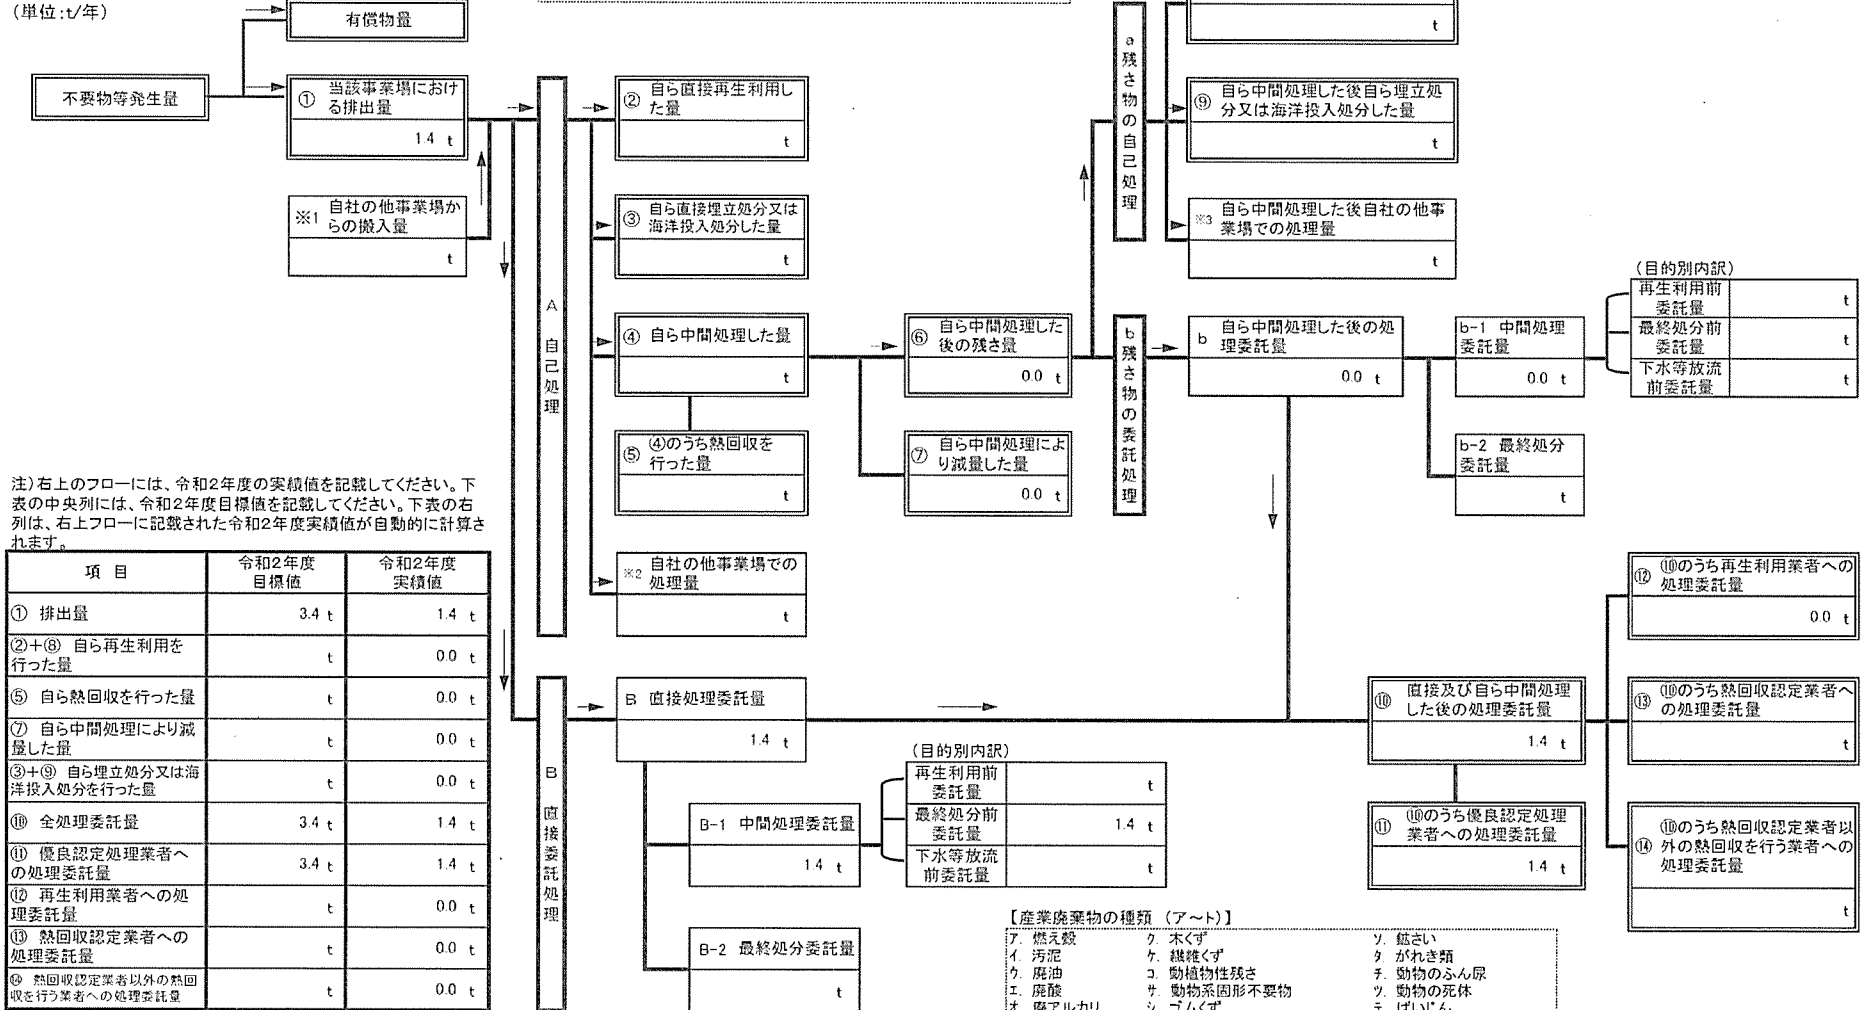 (単位:t/年)
有償物量
不要物等発生量
① 当該事業場におけ
る排出量
1.4 t
※1 自社の他事業場か
らの搬入量
t
A 自己処理
② 自ら直接再生利用し
た量
t
③ 自ら直接埋立処分又は
海洋投入処分した量
t
④ 自ら中間処理した量
t
⑤ ④のうち熱回収を
行った量
t
※2 自社の他事業場での
処理量
t
⑥ 自ら中間処理した
後の残さ量
0.0 t
⑦ 自ら中間処理によ
り減量した量
0.0 t
a 残さ物の自己処理
t
⑨ 自ら中間処理した後自ら埋立処
分又は海洋投入処分した量
t
※3 自ら中間処理した後自社の他事
業場での処理量
t
b 残さ物の委託処理
b 自ら中間処理した後の処
理委託量
0.0 t
b-1 中間処理
委託量
0.0 t
b-2 最終処分
委託量
t
(目的別内訳)
再生利用前
委託量 t
最終処分前
委託量 t
下水等放流
前委託量 t
注)右上のフローには、令和2年度の実績値を記載してください。下
表の中央列には、令和2年度目標値を記載してください。下表の右
列は、右上フローに記載された令和2年度実績値が自動的に計算さ
れます。
項 目 令和2年度 目標値 令和2年度 実績値
① 排出量 3.4 t 1.4 t
②+⑧ 自ら再生利用を
行った量 t 0.0 t
⑤ 自ら熱回収を行った量 t 0.0 t
⑦ 自ら中間処理により減
量した量 t 0.0 t
③+⑨ 自ら埋立処分又は海
洋投入処分を行った量 t 0.0 t
⑩ 全処理委託量 3.4 t 1.4 t
⑪ 優良認定処理業者へ
の処理委託量 3.4 t 1.4 t
⑫ 再生利用業者への処
理委託量 t 0.0 t
⑬ 熱回収認定業者への
処理委託量 t 0.0 t
⑭ 熱回収認定業者以外の熱回
収を行う業者への処理委託量 t 0.0 t
B 直接委託処理
B 直接処理委託量
1.4 t
B-1 中間処理委託量
1.4 t
B-2 最終処分委託量
t
(目的別内訳)
再生利用前
委託量 t
最終処分前
委託量 1.4 t
下水等放流
前委託量 t
⑩ 直接及び自ら中間処理
した後の処理委託量
1.4 t
⑪ ⑩のうち優良認定処理
業者への処理委託量
1.4 t
⑫ ⑩のうち再生利用業者への
処理委託量
0.0 t
⑬ ⑩のうち熱回収認定業者へ
の処理委託量
t
⑭ ⑩のうち熱回収認定業者以
外の熱回収を行う業者への
処理委託量
t
【産業廃棄物の種類 (ア~ト)】
ア. 燃え殻 ク. 木くず ソ. 鉱さい
イ. 汚泥 ケ. 繊維くず タ. がれき類
ウ. 廃油 コ. 動植物性残さ チ. 動物のふん尿
エ. 廃酸 サ. 動物系固形不要物 ツ. 動物の死体
オ. 廃アルカリ シ. ゴムくず テ. ばいじん